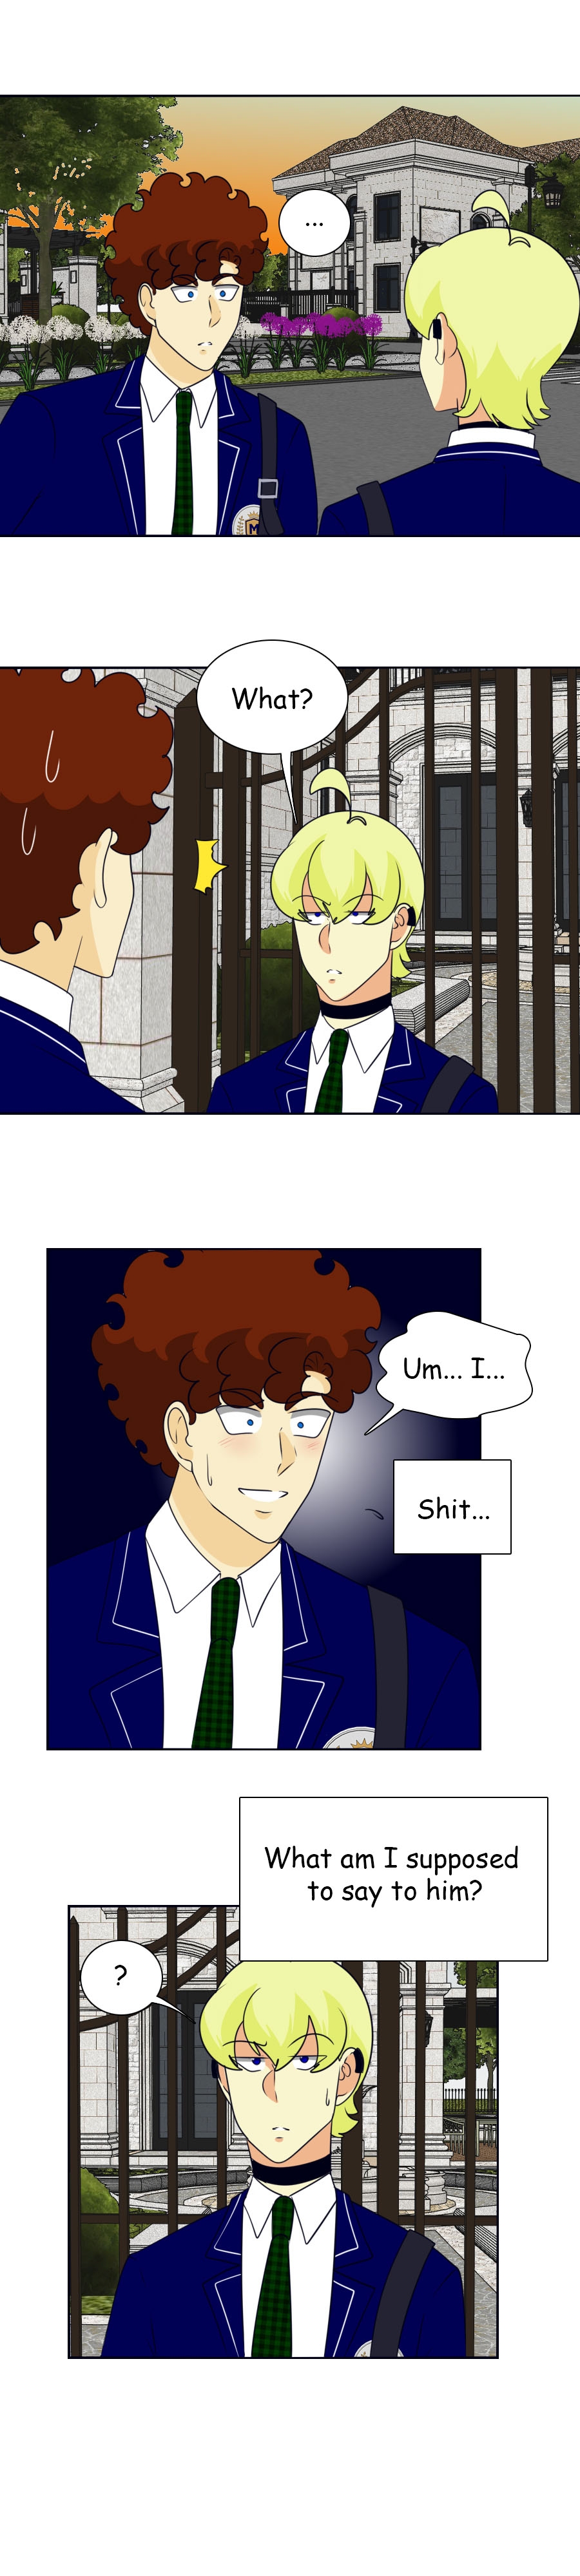 ...
What?
Um... I...
Shit...
What am I supposed
to say to him?
?